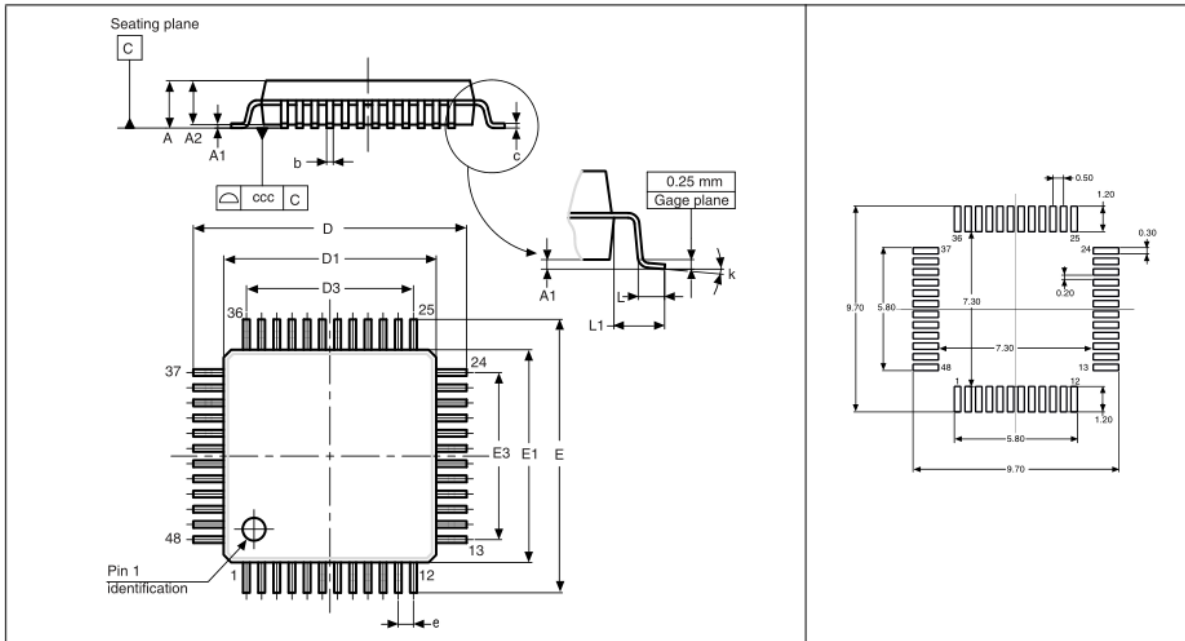 Seating plane
C
A
A2
A1
b
c
ccc C
0.25 mm
Gage plane
D
D1
D3
A1
L
L1
k
36
25
37
24
48
13
1
12
E3
E1
E
Pin 1
identification
e
0.50
1.20
36
25
37
24
0.30
0.20
9.70
5.80
7.30
7.30
48
13
1
12
1.20
5.80
9.70